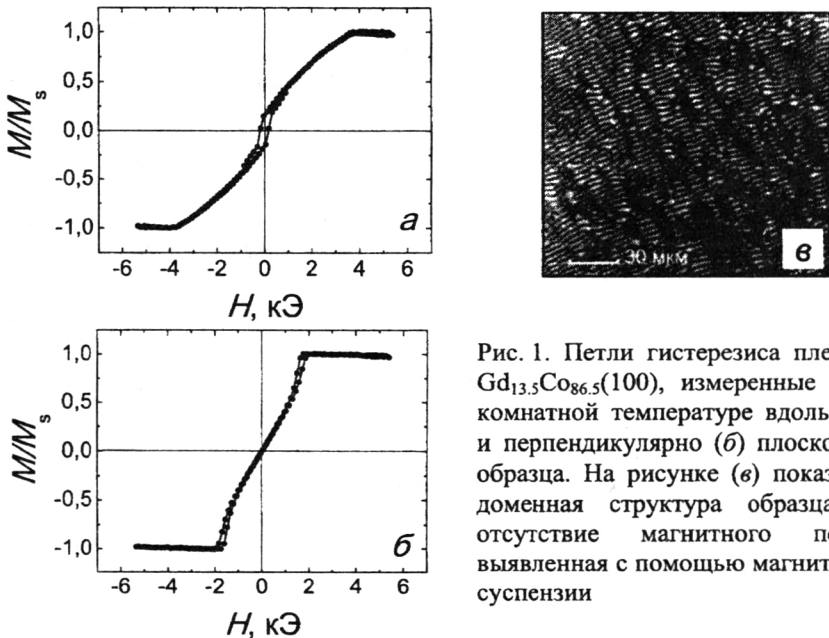 M/Ms
1,0
0,5
0,0
-0,5
-1,0
-6 -4 -2 0 2 4 6
H, кЭ
а
30 мкм
в
M/Ms
1,0
0,5
0,0
-0,5
-1,0
-6 -4 -2 0 2 4 6
H, кЭ
б
Рис. 1. Петли гистерезиса пле
Gd13.5Co86.5(100), измеренные
комнатной температуре вдоль
и перпендикулярно (б) плоско
образца. На рисунке (в) показ
доменная структура образца
отсутствие магнитного по
выявленная с помощью магнит
суспензии